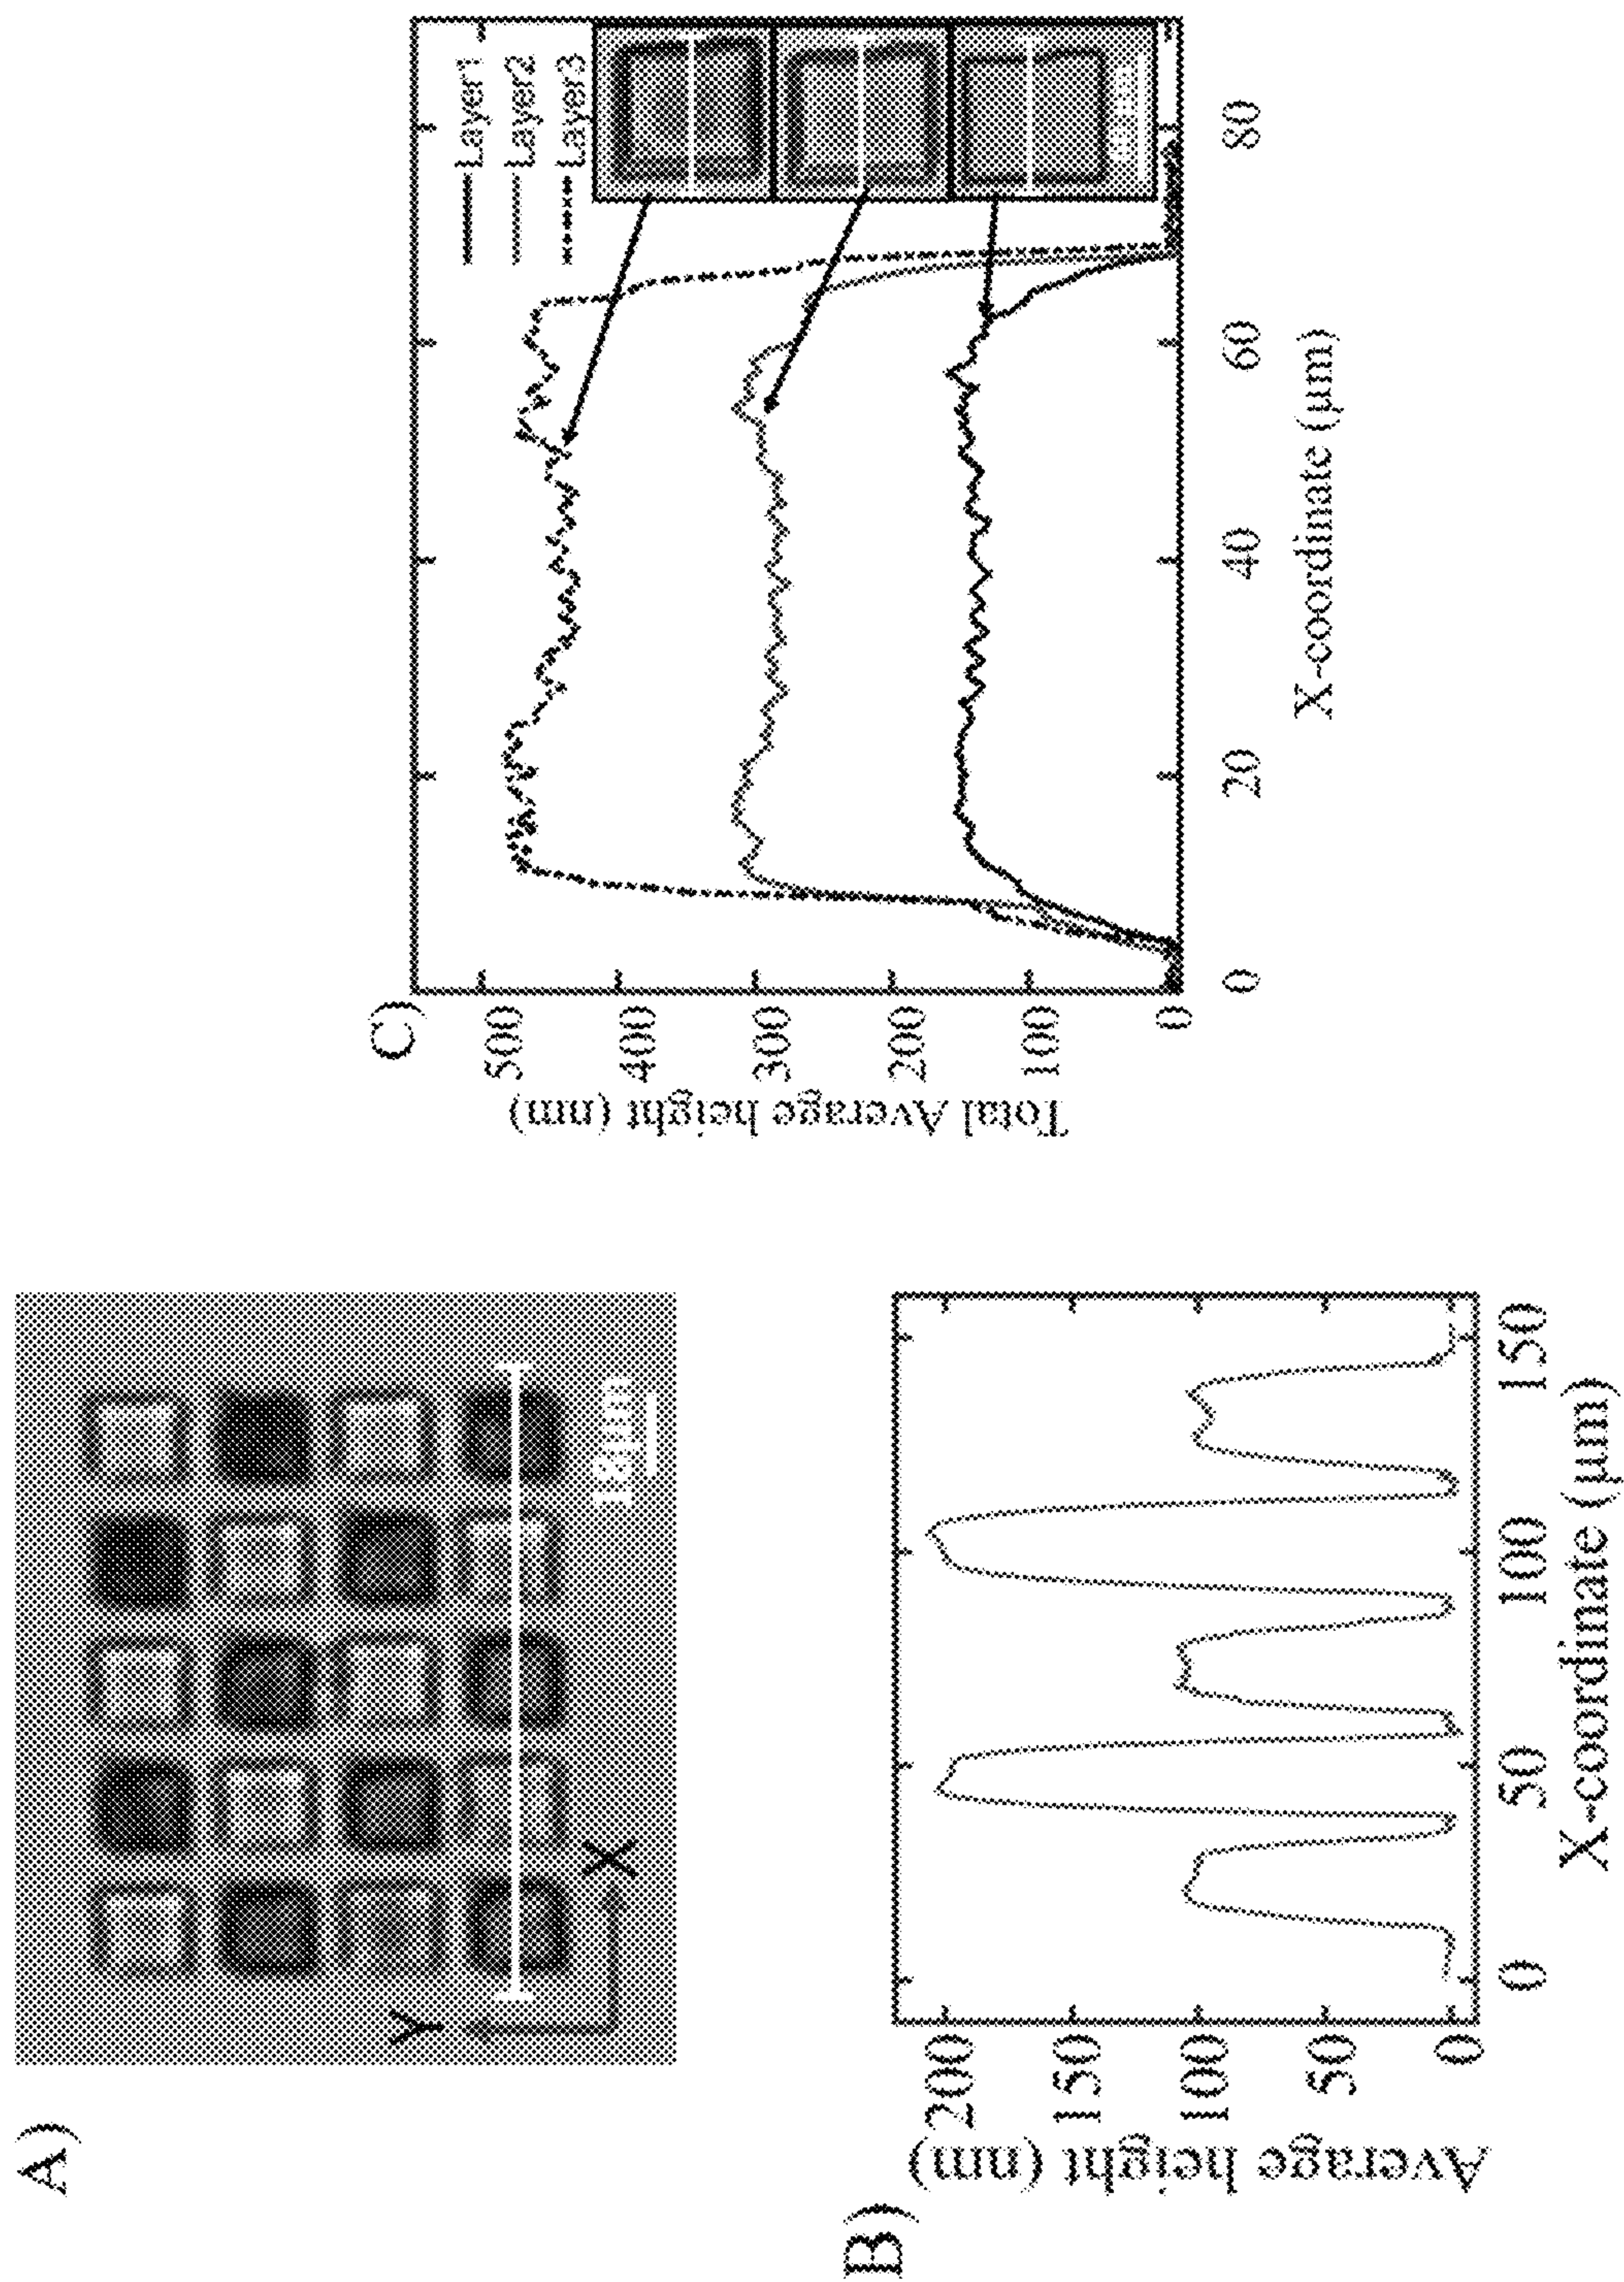 A)
Y
X
18µm
B)
Average height (nm)
200
150
100
50
0
0
50
100
150
X-coordinate (µm)
C)
Total Average height (nm)
500
400
300
200
100
0
0
20
40
60
80
X-coordinate (µm)
Layer1
Layer2
Layer3